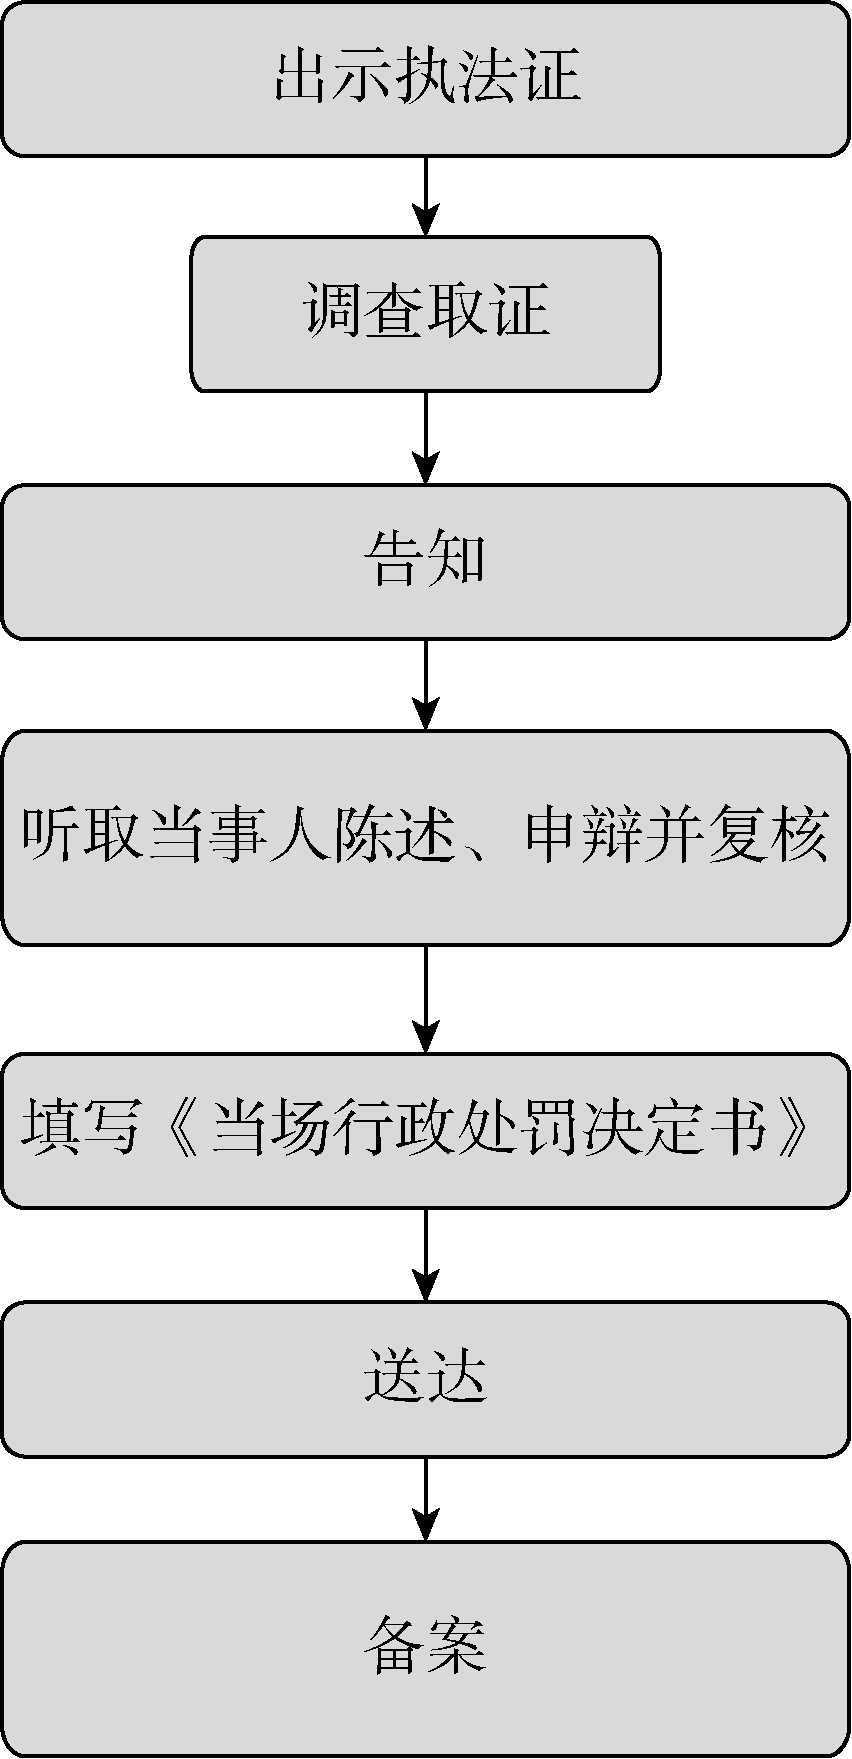 出示执法证
调查取证
告知
听取当事人陈述、申辩并复核
填写《当场行政处罚决定书》
送达
备案